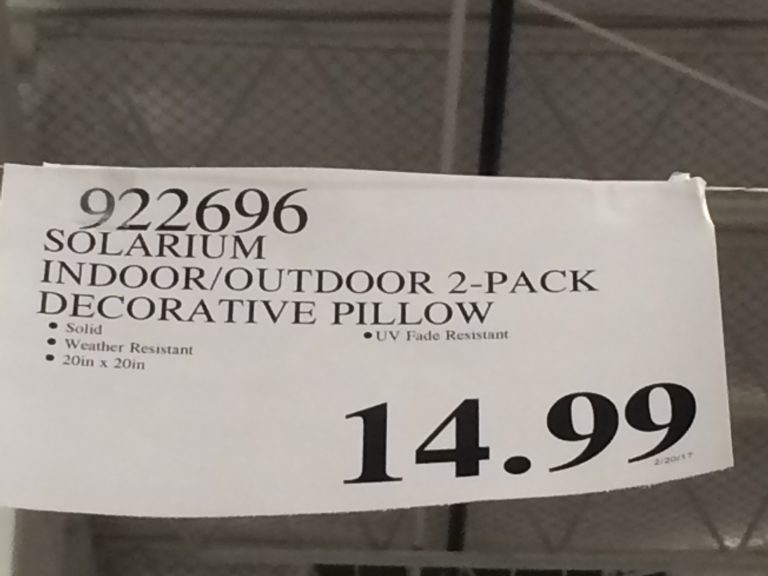 922696
SOLARIUM
INDOOR/OUTDOOR 2-PACK
DECORATIVE PILLOW
• Solid
• UV Fade Resistant
• Weather Resistant
• 20in x 20in
14.99
2/20/17